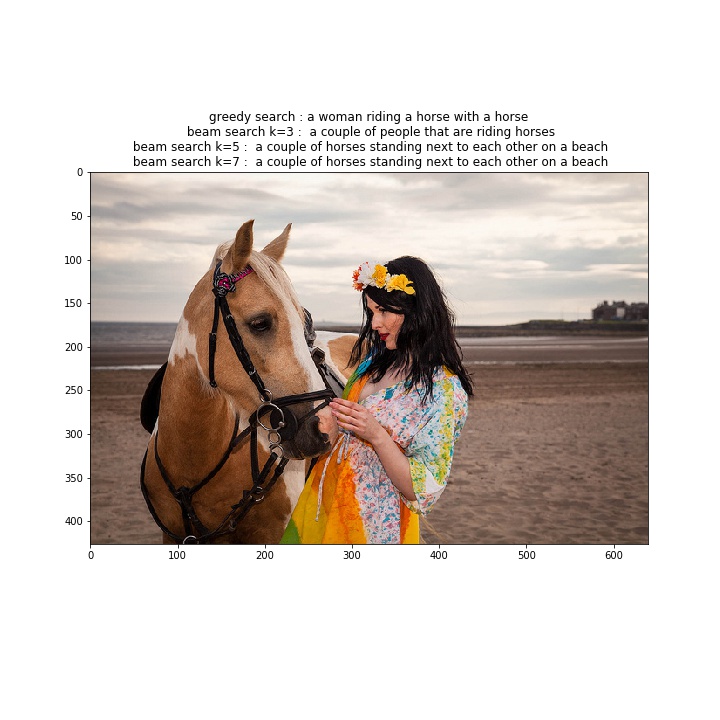 greedy search : a woman riding a horse with a horse
beam search k=3 :  a couple of people that are riding horses
beam search k=5 :  a couple of horses standing next to each other on a beach
beam search k=7 :  a couple of horses standing next to each other on a beach
0
50
100
150
200
250
300
350
400
0 100 200 300 400 500 600